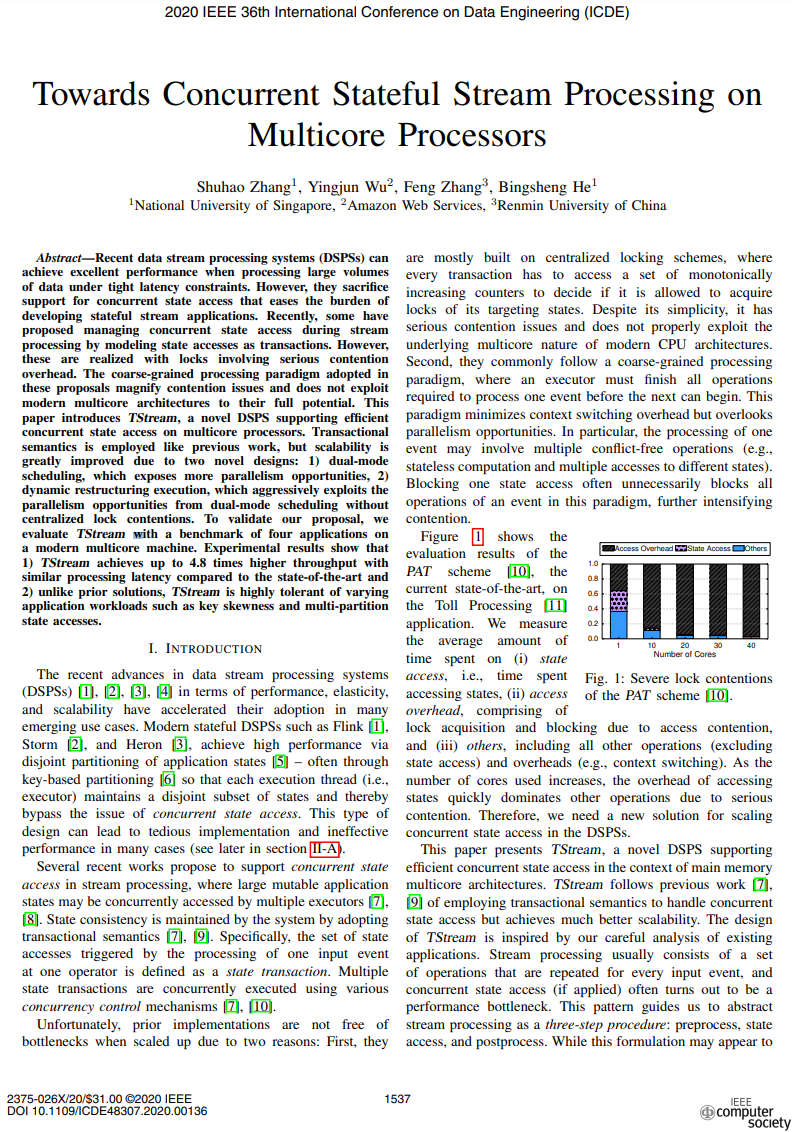 2020 IEEE 36th International Conference on Data Engineering (ICDE)
Towards Concurrent Stateful Stream Processing on
Multicore Processors
Shuhao Zhang1, Yingjun Wu2, Feng Zhang3, Bingsheng He1
1National University of Singapore, 2Amazon Web Services, 3Renmin University of China
Abstract—Recent data stream processing systems (DSPSs) can
achieve excellent performance when processing large volumes
of data under tight latency constraints. However, they sacrifice
support for concurrent state access that eases the burden of
developing stateful stream applications. Recently, some have
proposed managing concurrent state access during stream
processing by modeling state accesses as transactions. However,
these are realized with locks involving serious contention
overhead. The coarse-grained processing paradigm adopted in
these proposals magnify contention issues and does not exploit
modern multicore architectures to their full potential. This
paper introduces TStream, a novel DSPS supporting efficient
concurrent state access on multicore processors. Transactional
semantics is employed like previous work, but scalability is
greatly improved due to two novel designs: 1) dual-mode
scheduling, which exposes more parallelism opportunities, 2)
dynamic restructuring execution, which aggressively exploits the
parallelism opportunities from dual-mode scheduling without
centralized lock contentions. To validate our proposal, we
evaluate TStream with a benchmark of four applications on
a modern multicore machine. Experimental results show that
1) TStream achieves up to 4.8 times higher throughput with
similar processing latency compared to the state-of-the-art and
2) unlike prior solutions, TStream is highly tolerant of varying
application workloads such as key skewness and multi-partition
state accesses.
I. INTRODUCTION
The recent advances in data stream processing systems
(DSPSs) [1], [2], [3], [4] in terms of performance, elasticity,
and scalability have accelerated their adoption in many
emerging use cases. Modern stateful DSPSs such as Flink [1],
Storm [2], and Heron [3], achieve high performance via
disjoint partitioning of application states [5] – often through
key-based partitioning [6] so that each execution thread (i.e.,
executor) maintains a disjoint subset of states and thereby
bypass the issue of concurrent state access. This type of
design can lead to tedious implementation and ineffective
performance in many cases (see later in section II-A).
Several recent works propose to support concurrent state
access in stream processing, where large mutable application
states may be concurrently accessed by multiple executors [7],
[8]. State consistency is maintained by the system by adopting
transactional semantics [7], [9]. Specifically, the set of state
accesses triggered by the processing of one input event
at one operator is defined as a state transaction. Multiple
state transactions are concurrently executed using various
concurrency control mechanisms [7], [10].
Unfortunately, prior implementations are not free of
bottlenecks when scaled up due to two reasons: First, they
are mostly built on centralized locking schemes, where
every transaction has to access a set of monotonically
increasing counters to decide if it is allowed to acquire
locks of its targeting states. Despite its simplicity, it has
serious contention issues and does not properly exploit the
underlying multicore nature of modern CPU architectures.
Second, they commonly follow a coarse-grained processing
paradigm, where an executor must finish all operations
required to process one event before the next can begin. This
paradigm minimizes context switching overhead but overlooks
parallelism opportunities. In particular, the processing of one
event may involve multiple conflict-free operations (e.g.,
stateless computation and multiple accesses to different states).
Blocking one state access often unnecessarily blocks all
operations of an event in this paradigm, further intensifying
contention.
Figure 1 shows the
evaluation results of the
PAT scheme [10], the
current state-of-the-art, on
the Toll Processing [11]
application. We measure
the average amount of
time spent on (i) state
access, i.e., time spent
accessing states, (ii) access
overhead, comprising of
Access Overhead State Access Others
1.0
0.8
0.6
0.4
0.2
0.0
1 10 20 30 40
Number of Cores
Fig. 1: Severe lock contentions
of the PAT scheme [10].
lock acquisition and blocking due to access contention,
and (iii) others, including all other operations (excluding
state access) and overheads (e.g., context switching). As the
number of cores used increases, the overhead of accessing
states quickly dominates other operations due to serious
contention. Therefore, we need a new solution for scaling
concurrent state access in the DSPSs.
This paper presents TStream, a novel DSPS supporting
efficient concurrent state access in the context of main memory
multicore architectures. TStream follows previous work [7],
[9] of employing transactional semantics to handle concurrent
state access but achieves much better scalability. The design
of TStream is inspired by our careful analysis of existing
applications. Stream processing usually consists of a set
of operations that are repeated for every input event, and
concurrent state access (if applied) often turns out to be a
performance bottleneck. This pattern guides us to abstract
stream processing as a three-step procedure: preprocess, state
access, and postprocess. While this formulation may appear to
2375-026X/20/$31.00 ©2020 IEEE
DOI 10.1109/ICDE48307.2020.00136
1537
IEEE
computer
society